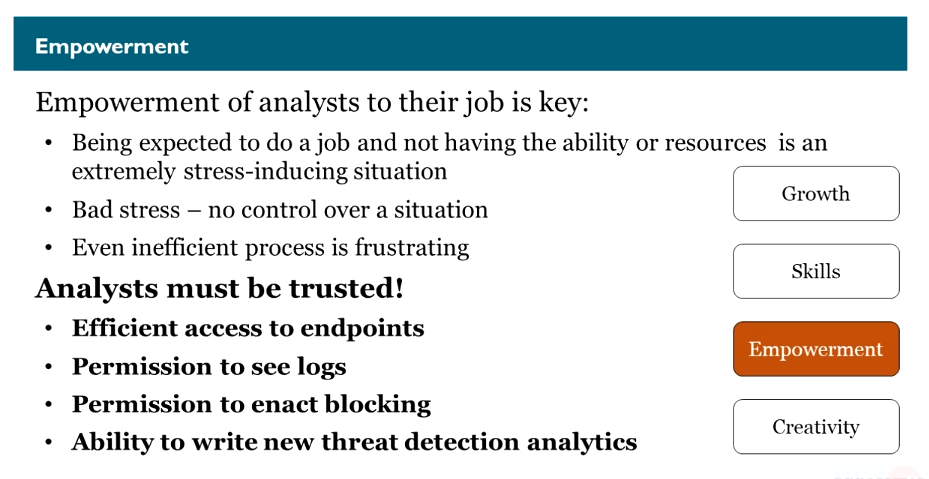 Empowerment
Empowerment of analysts to their job is key:
• Being expected to do a job and not having the ability or resources is an
extremely stress-inducing situation
• Bad stress – no control over a situation
• Even inefficient process is frustrating
Analysts must be trusted!
• Efficient access to endpoints
• Permission to see logs
• Permission to enact blocking
• Ability to write new threat detection analytics
Growth
Skills
Empowerment
Creativity